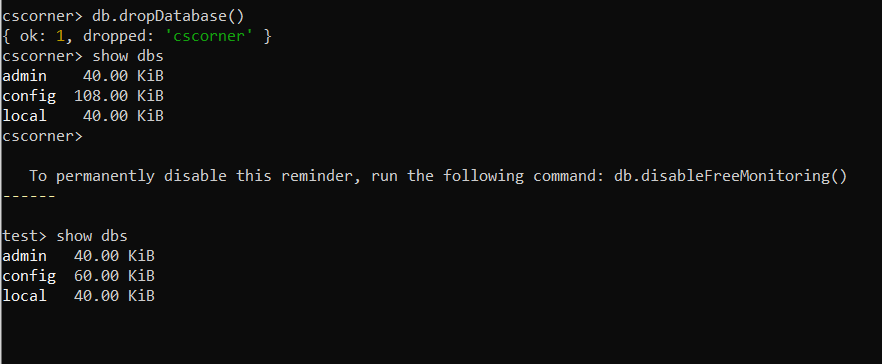 cscorner> db.dropDatabase()
{ ok: 1, dropped: 'cscorner' }
cscorner> show dbs
admin    40.00 KiB
config  108.00 KiB
local    40.00 KiB
cscorner>
To permanently disable this reminder, run the following command: db.disableFreeMonitoring()
------
test> show dbs
admin   40.00 KiB
config  60.00 KiB
local   40.00 KiB